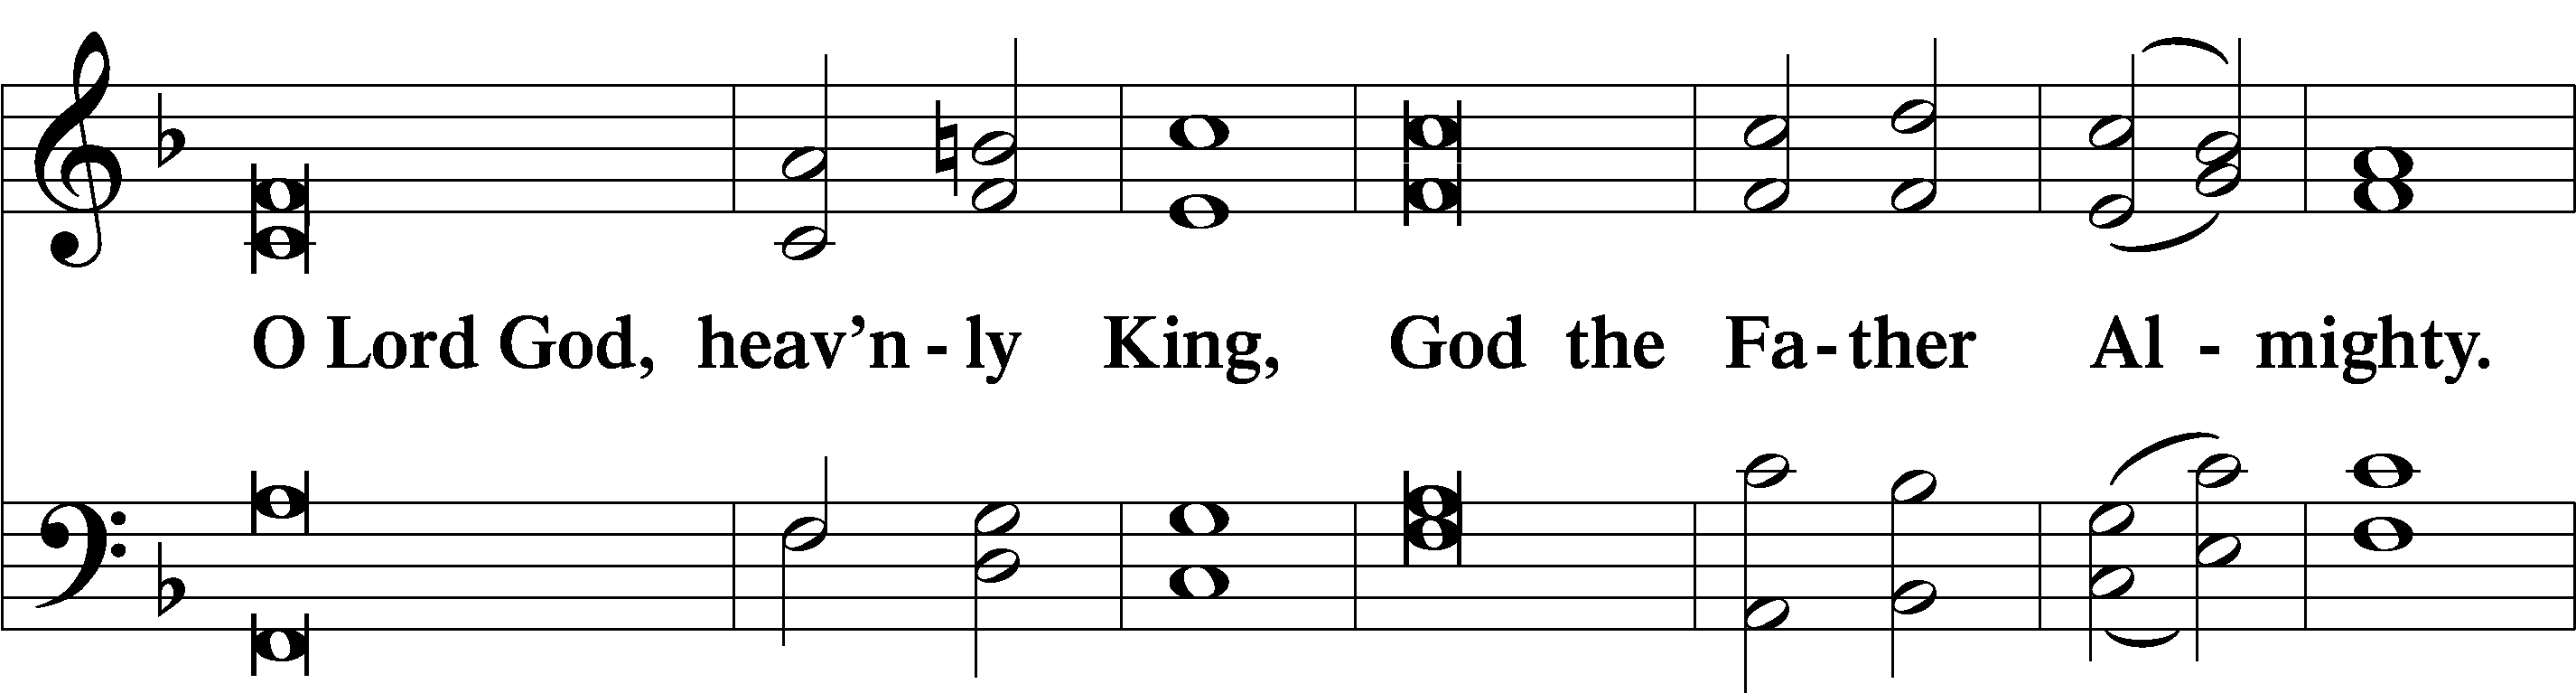 O Lord God, heav’n - ly King, God the Fa - ther Al - mighty.